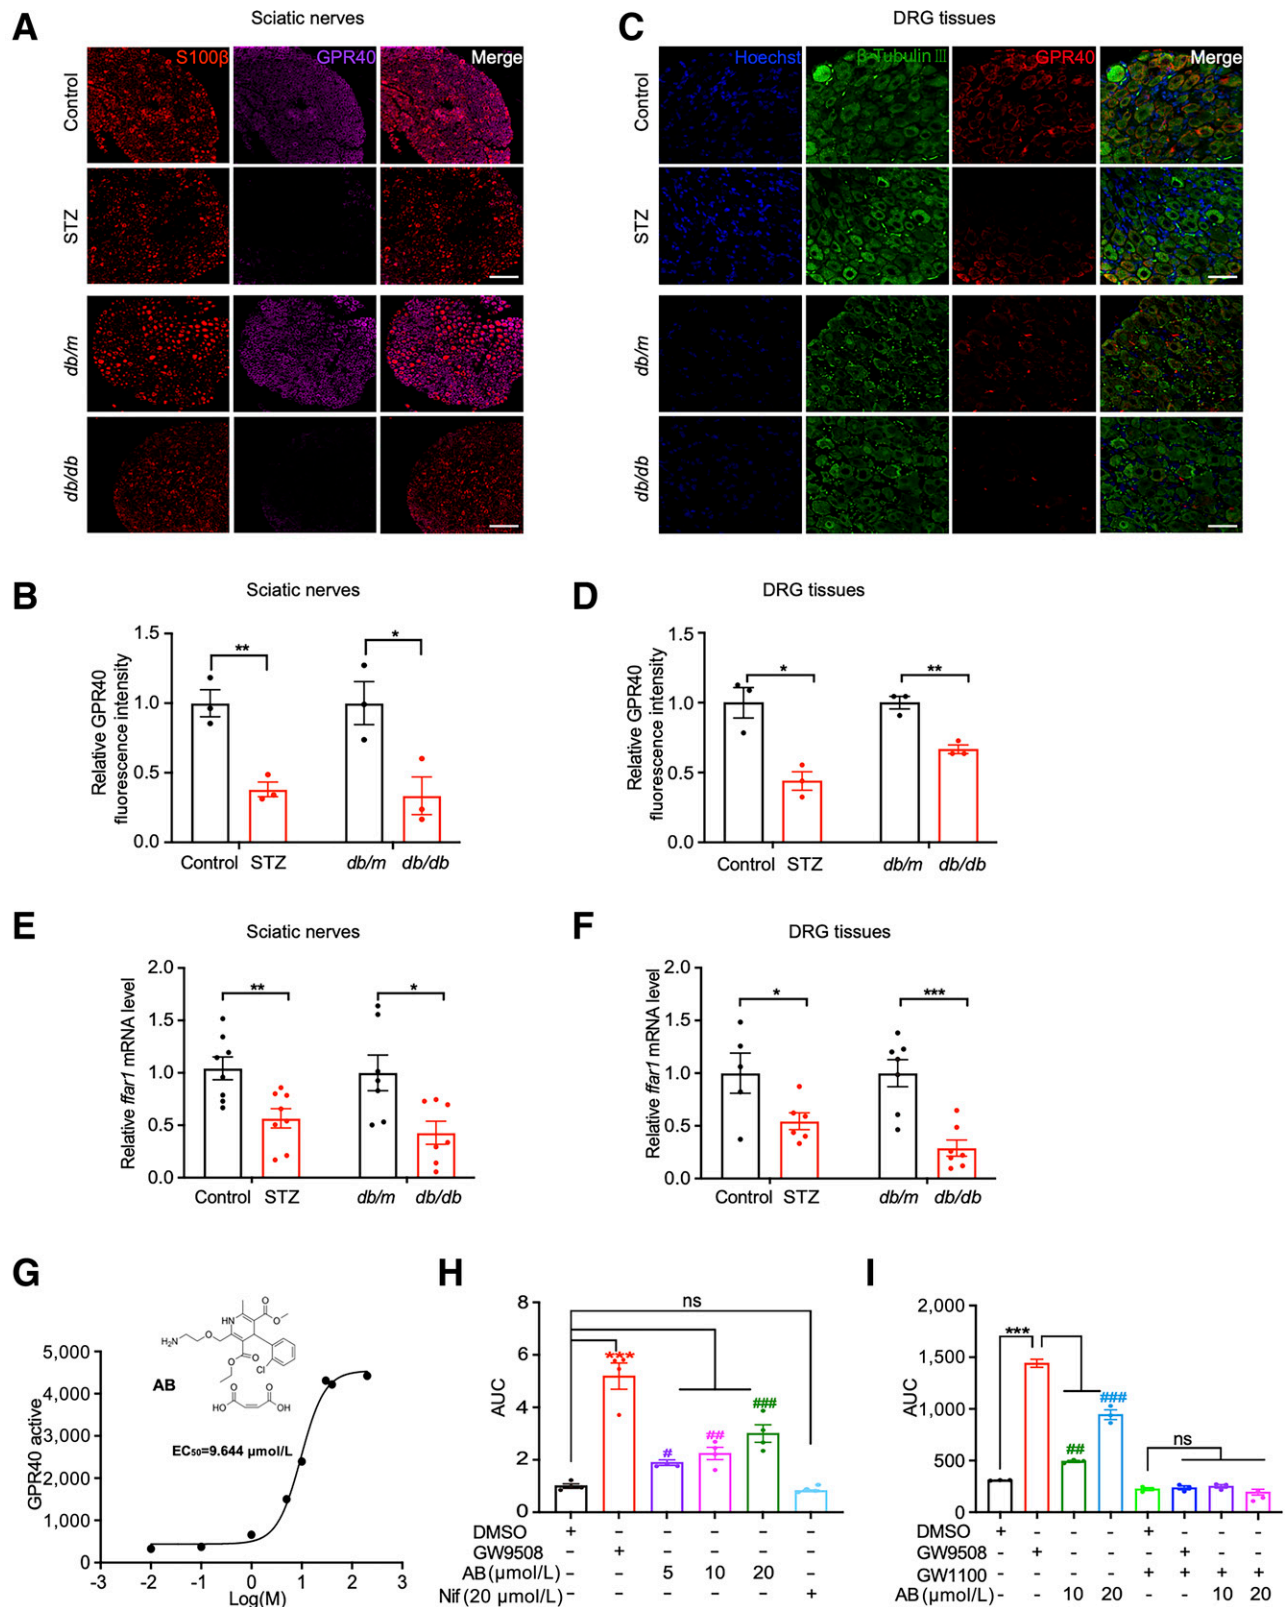 A
Sciatic nerves
S100β
GPR40
Merge
Control
STZ
db/m
db/db
C
DRG tissues
Hoechst
β-Tubulin III
GPR40
Merge
Control
STZ
db/m
db/db
B
Sciatic nerves
Relative GPR40
fluorescence intensity
1.5
1.0
0.5
0.0
**
*
Control STZ db/m db/db
D
DRG tissues
Relative GPR40
fluorescence intensity
1.5
1.0
0.5
0.0
*
**
Control STZ db/m db/db
E
Sciatic nerves
Relative ffar1 mRNA level
2.0
1.5
1.0
0.5
0.0
**
*
Control STZ db/m db/db
F
DRG tissues
Relative ffar1 mRNA level
2.0
1.5
1.0
0.5
0.0
*
***
Control STZ db/m db/db
G
GPR40 active
5,000
4,000
3,000
2,000
1,000
0
-3 -2 -1 0 1 2 3
Log(M)
H₂N
O
HN
O
O
O
O
Cl
O
O
HO
OH
AB
EC₅₀=9.644 μmol/L
H
AUC
8
6
4
2
0
ns
***
#
##
###
DMSO + − − − − −
GW9508 − + − − − −
AB (μmol/L) − − 5 10 20 −
Nif (20 μmol/L) − − − − − +
I
AUC
2,000
1,500
1,000
500
0
***
##
###
ns
DMSO + − − − + − − −
GW9508 − + − − − + − −
GW1100 − − − − + + + +
AB (μmol/L) − − 10 20 − − 10 20